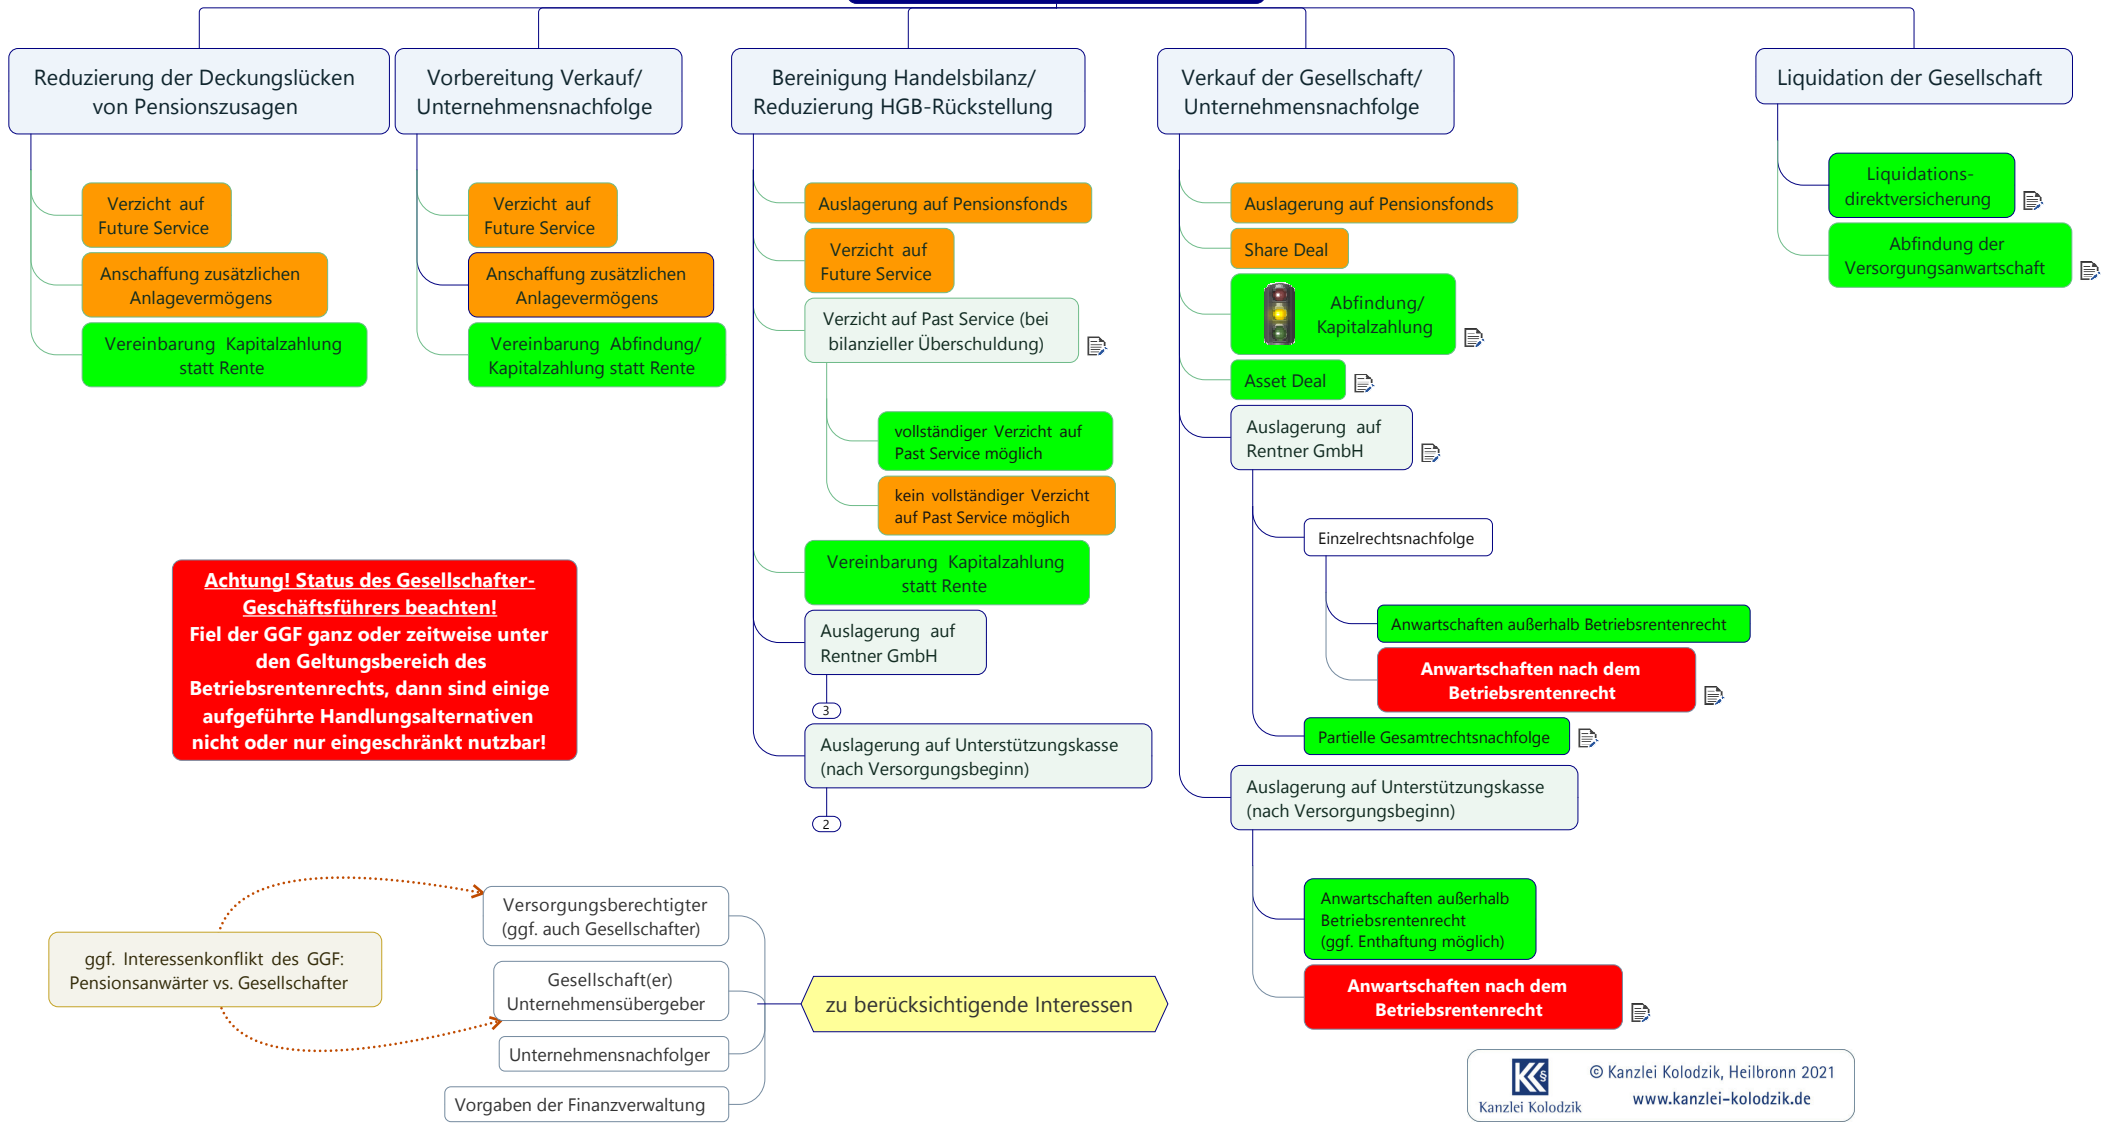 Reduzierung der Deckungslücken
von Pensionszusagen
Verzicht auf
Future Service
Anschaffung zusätzlichen
Anlagevermögens
Vereinbarung Kapitalzahlung
statt Rente
Vorbereitung Verkauf/
Unternehmensnachfolge
Verzicht auf
Future Service
Anschaffung zusätzlichen
Anlagevermögens
Vereinbarung Abfindung/
Kapitalzahlung statt Rente
Bereinigung Handelsbilanz/
Reduzierung HGB-Rückstellung
Auslagerung auf Pensionsfonds
Verzicht auf
Future Service
Verzicht auf Past Service (bei
bilanzieller Überschuldung)
vollständiger Verzicht auf
Past Service möglich
kein vollständiger Verzicht
auf Past Service möglich
Vereinbarung Kapitalzahlung
statt Rente
Auslagerung auf
Rentner GmbH
3
Auslagerung auf Unterstützungskasse
(nach Versorgungsbeginn)
2
Verkauf der Gesellschaft/
Unternehmensnachfolge
Auslagerung auf Pensionsfonds
Share Deal
Abfindung/
Kapitalzahlung
Asset Deal
Auslagerung auf
Rentner GmbH
Einzelrechtsnachfolge
Anwartschaften außerhalb Betriebsrentenrecht
Anwartschaften nach dem
Betriebsrentenrecht
Partielle Gesamtrechtsnachfolge
Auslagerung auf Unterstützungskasse
(nach Versorgungsbeginn)
Anwartschaften außerhalb
Betriebsrentenrecht
(ggf. Enthaftung möglich)
Anwartschaften nach dem
Betriebsrentenrecht
Liquidation der Gesellschaft
Liquidations-
direktversicherung
Abfindung der
Versorgungsanwartschaft
Achtung! Status des Gesellschafter-
Geschäftsführers beachten!
Fiel der GGF ganz oder zeitweise unter
den Geltungsbereich des
Betriebsrentenrechts, dann sind einige
aufgeführte Handlungsalternativen
nicht oder nur eingeschränkt nutzbar!
ggf. Interessenkonflikt des GGF:
Pensionsanwärter vs. Gesellschafter
Versorgungsberechtigter
(ggf. auch Gesellschafter)
Gesellschaft(er)
Unternehmensübergeber
Unternehmensnachfolger
Vorgaben der Finanzverwaltung
zu berücksichtigende Interessen
KK§
Kanzlei Kolodzik
© Kanzlei Kolodzik, Heilbronn 2021
www.kanzlei-kolodzik.de